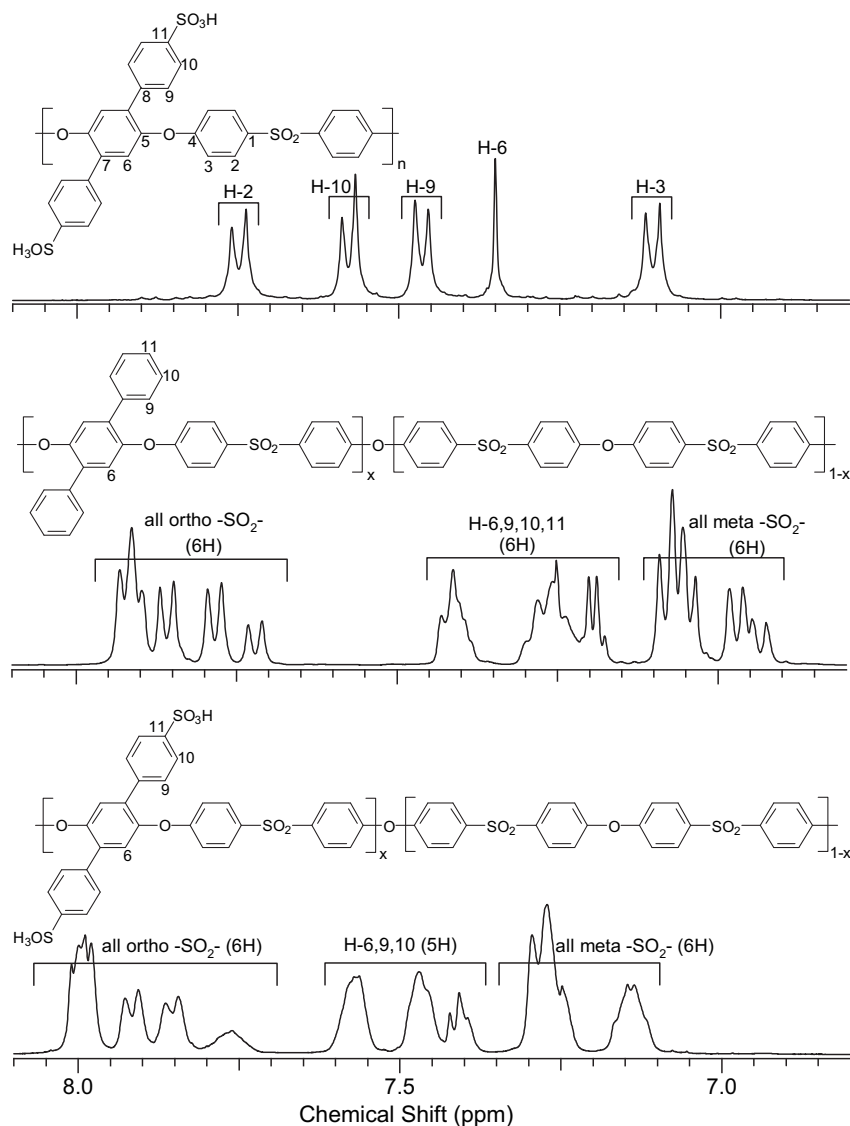 SO₃H
11
10
8 9
O O SO₂
7 5 4 1
6 3 2
n
H₃OS
H-2 H-10 H-9 H-6 H-3
11
10
9
O O SO₂ O SO₂ O SO₂
6
x 1-x
all ortho -SO₂-
(6H)
H-6,9,10,11
(6H)
all meta -SO₂-
(6H)
SO₃H
11
10
9
O O SO₂ O SO₂ O SO₂
6
x 1-x
H₃OS
all ortho -SO₂- (6H)
H-6,9,10 (5H)
all meta -SO₂- (6H)
8.0 7.5 7.0
Chemical Shift (ppm)